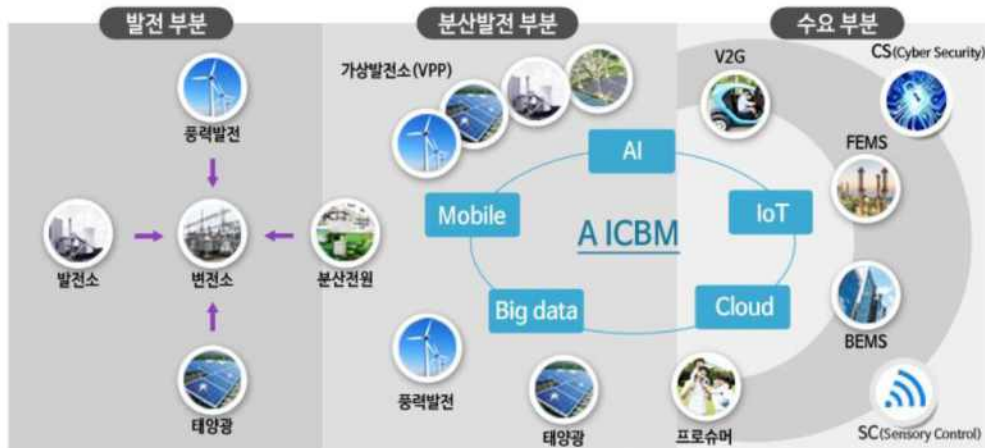 발전 부분
분산발전 부분
수요 부분
가상발전소(VPP)
V2G
CS(Cyber Security)
풍력발전
FEMS
AI
Mobile
IoT
A ICBM
발전소
변전소
분산전원
Big data
Cloud
BEMS
풍력발전
태양광
태양광
프로슈머
SC(Sensory Control)